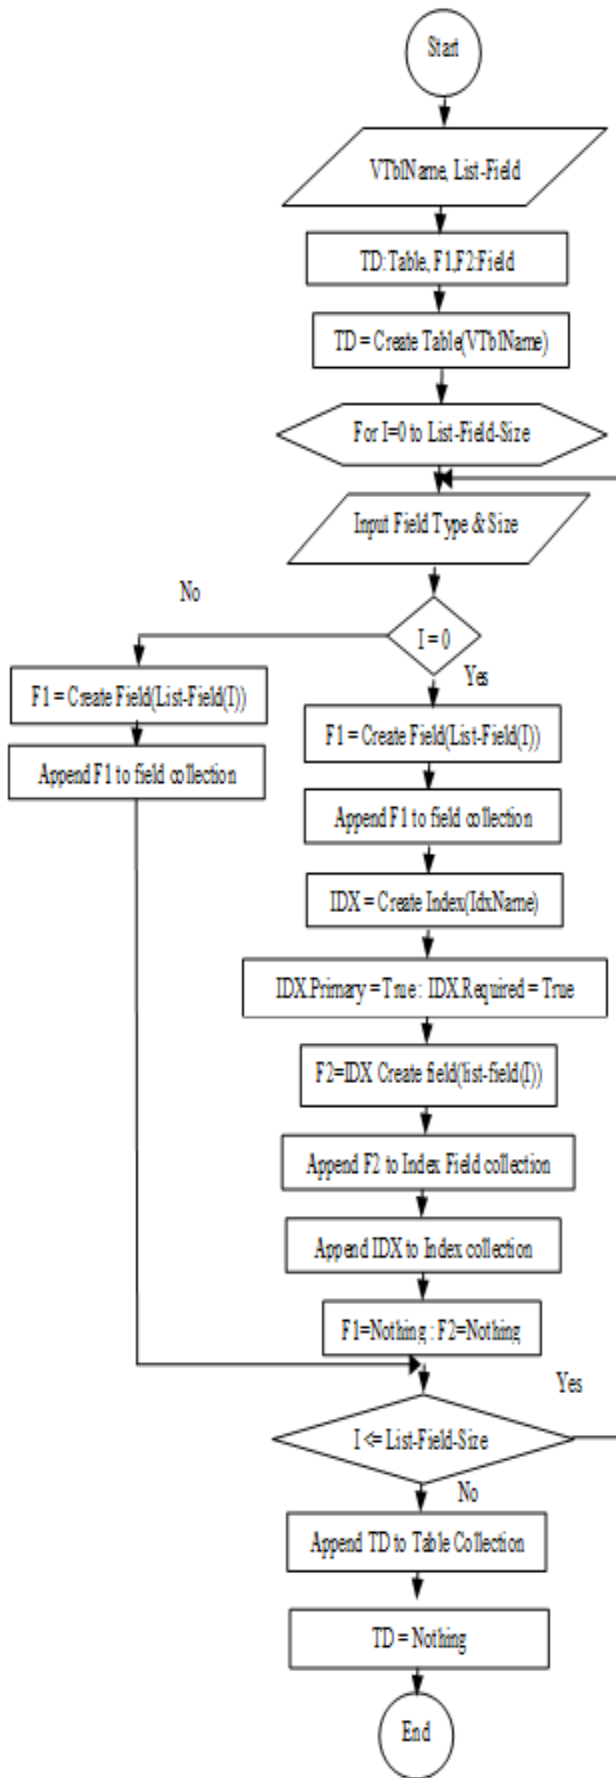 Start
VTblName, List-Field
TD:Table, F1,F2:Field
TD = Create Table(VTblName)
For I=0 to List-Field-Size
Input Field Type & Size
No
I = 0
Yes
F1 = Create Field(List-Field(I))
Append F1 to field collection
F1 = Create Field(List-Field(I))
Append F1 to field collection
IDX = Create Index(IdxName)
IDX.Primary = True : IDX.Required = True
F2=IDX Create field(list-field(I))
Append F2 to Index Field collection
Append IDX to Index collection
F1=Nothing : F2=Nothing
Yes
I <= List-Field-Size
No
Append TD to Table Collection
TD = Nothing
End